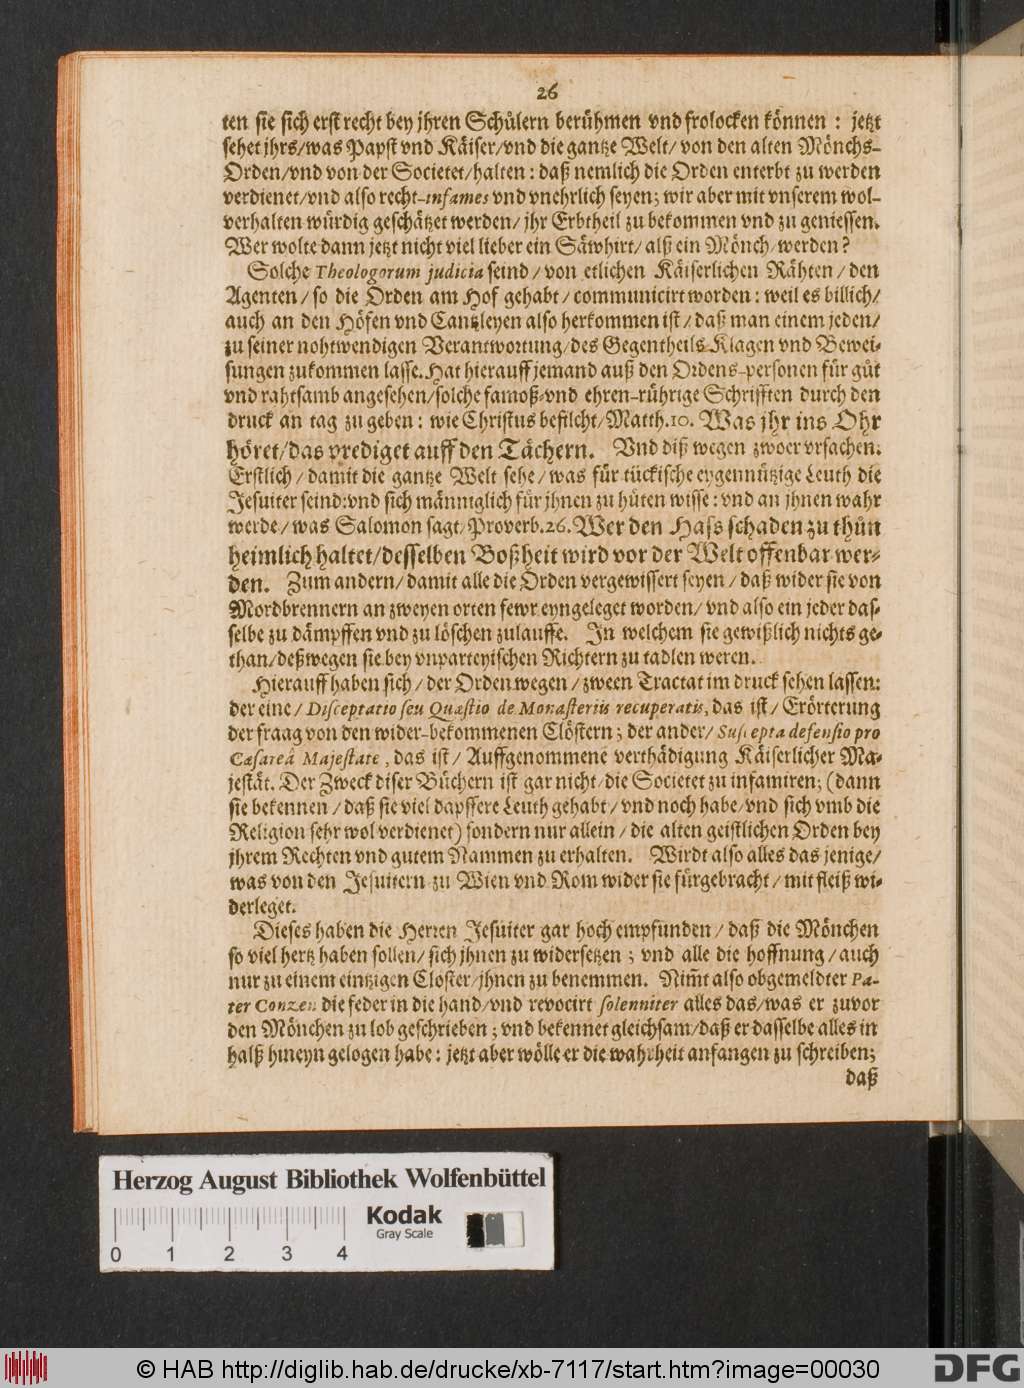 26
ten sie sich erst recht bey jhren Schülern berühmen vnd frolocken können : jetzt
sehet jhrs/was Papst vnd Käiser/vnd die gantze Welt/ von den alten Mönchs-
Orden/vnd von der Societet/halten : daß nemlich die Orden enterbt zu werden
verdienet/vnd also recht-infames vnd vnehrlich seyen; wir aber mit vnserem wol-
verhalten würdig geschätzet werden/ jhr Erbtheil zu bekommen vnd zu geniessen.
Wer wolte dann jetzt nicht viel lieber ein Säwhirt/ alß ein Mönch/werden?
Solche Theologorum judicia seind / von etlichen Käiserlichen Rähten / den
Agenten / so die Orden am Hof gehabt / communicirt worden : weil es billich/
auch an den Höfen vnd Cantzleyen also herkommen ist / daß man einem jeden/
zu seiner nohtwendigen Verantwortung/des Gegentheils Klagen vnd Bewei-
sungen zukommen lasse. Hat hierauff jemand auß den Ordens-personen für gůt
vnd rahtsamb angesehen/solche famoß-vnd ehren-rührige Schrifften durch den
druck an tag zu geben : wie Christus befilcht/Matth.10. Was jhr ins Ohr
höret/das prediget auff den Tächern. Vnd diß wegen zwoer vrsachen.
Erstlich / damit die gantze Welt sehe / was für tückische eygennützige Leuth die
Jesuiter seind:vnd sich männiglich für jhnen zu hüten wisse : vnd an jhnen wahr
werde / was Salomon sagt/Proverb.26. Wer den Hass schaden zu thun
heimlich haltet/desselben Boßheit wird vor der Welt offenbar wer-
den. Zum andern / damit alle die Orden vergewissert seyen / daß wider sie von
Mordbrennern an zweyen orten fewr eyngeleget worden/ vnd also ein jeder das-
selbe zu dämpffen vnd zu löschen zulauffe. In welchem sie gewißlich nichts ge-
than/deßwegen sie bey vnparteyischen Richtern zu tadlen weren.
Hierauff haben sich / der Orden wegen / zween Tractat im druck sehen lassen:
der eine / Disceptatio seu Quæstio de Monasteriis recuperatis, das ist / Erörterung
der fraag von den wider-bekommenen Clöstern ; der ander/ Suscepta defensio pro
Cæsareâ Majestate, das ist / Auffgenommene verthädigung Käiserlicher Ma-
jestät. Der Zweck diser Büchern ist gar nicht/die Societet zu infamiren; (dann
sie bekennen / daß sie viel dapffere Leuth gehabt / vnd noch habe/vnd sich vmb die
Religion sehr wol verdienet) sondern nur allein / die alten geistlichen Orden bey
jhrem Rechten vnd gutem Nammen zu erhalten. Wirdt also alles das jenige/
was von den Jesuitern zu Wien vnd Rom wider sie fürgebracht / mit fleiß wi-
derleget.
Dieses haben die Herren Jesuiter gar hoch empfunden / daß die Mönchen
so viel hertz haben sollen/ sich jhnen zu widersetzen ; vnd alle die hoffnung / auch
nur zu einem eintzigen Closter/jhnen zu benemmen. Nim̃t also obgemeldter Pa-
ter Conzen die feder in die hand/vnd revocirt solenniter alles das/was er zuvor
den Mönchen zu lob geschrieben ; vnd bekennet gleichsam/daß er dasselbe alles in
halß hineyn gelogen habe : jetzt aber wölle er die wahrheit anfangen zu schreiben;
daß
Herzog August Bibliothek Wolfenbüttel
Kodak
Gray Scale
0 1 2 3 4
© HAB http://diglib.hab.de/drucke/xb-7117/start.htm?image=00030
DFG